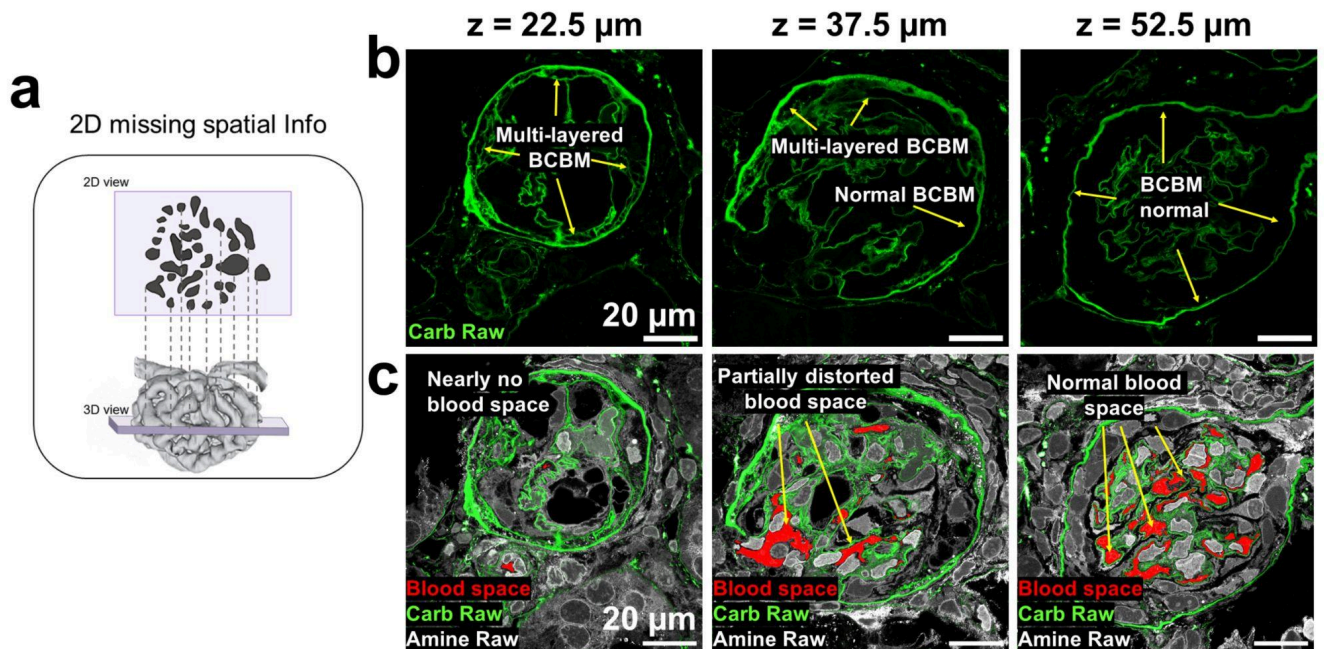 a
2D missing spatial Info
2D view
3D view
z = 22.5 µm
z = 37.5 µm
z = 52.5 µm
b
Multi-layered
BCBM
Carb Raw
20 µm
Multi-layered BCBM
Normal BCBM
BCBM
normal
c
Nearly no
blood space
Blood space
Carb Raw
Amine Raw
20 µm
Partially distorted
blood space
Blood space
Carb Raw
Amine Raw
Normal blood
space
Blood space
Carb Raw
Amine Raw